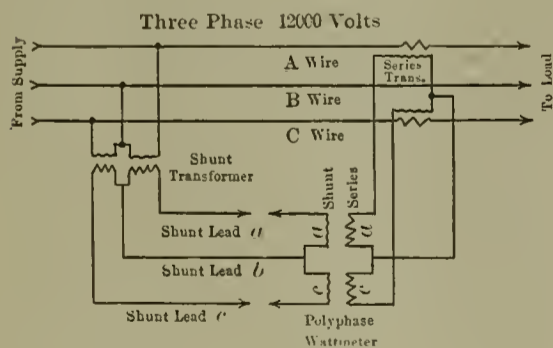 Three Phase 12000 Volts
From Supply
A Wire
Series
Trans.
B Wire
To Load
C Wire
Shunt
Transformer
Shunt
Series
Shunt Lead a
a
a
Shunt Lead b
Shunt Lead c
c
c
Polyphase
Wattmeter